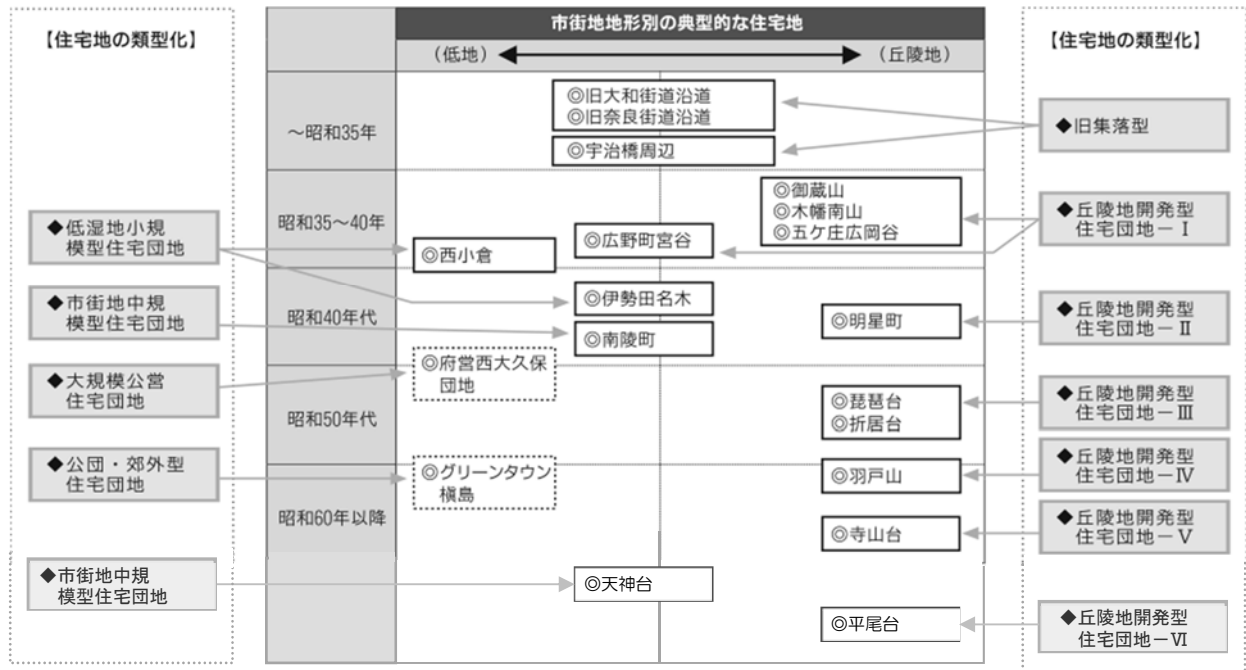 【住宅地の類型化】
◆低湿地小規
模型住宅団地
◆市街地中規
模型住宅団地
◆大規模公営
住宅団地
◆公団・郊外型
住宅団地
◆市街地中規
模型住宅団地
市街地地形別の典型的な住宅地
(低地)
(丘陵地)
～昭和35年
◎旧大和街道沿道
◎旧奈良街道沿道
◎宇治橋周辺
昭和35～40年
◎御蔵山
◎木幡南山
◎五ケ庄広岡谷
◎広野町宮谷
◎西小倉
昭和40年代
◎伊勢田名木
◎南陵町
◎明星町
◎府営西大久保
団地
昭和50年代
◎琵琶台
◎折居台
◎グリーンタウン
槇島
◎羽戸山
昭和60年以降
◎寺山台
◎天神台
◎平尾台
【住宅地の類型化】
◆旧集落型
◆丘陵地開発型
住宅団地－Ⅰ
◆丘陵地開発型
住宅団地－Ⅱ
◆丘陵地開発型
住宅団地－Ⅲ
◆丘陵地開発型
住宅団地－Ⅳ
◆丘陵地開発型
住宅団地－Ⅴ
◆丘陵地開発型
住宅団地－Ⅵ